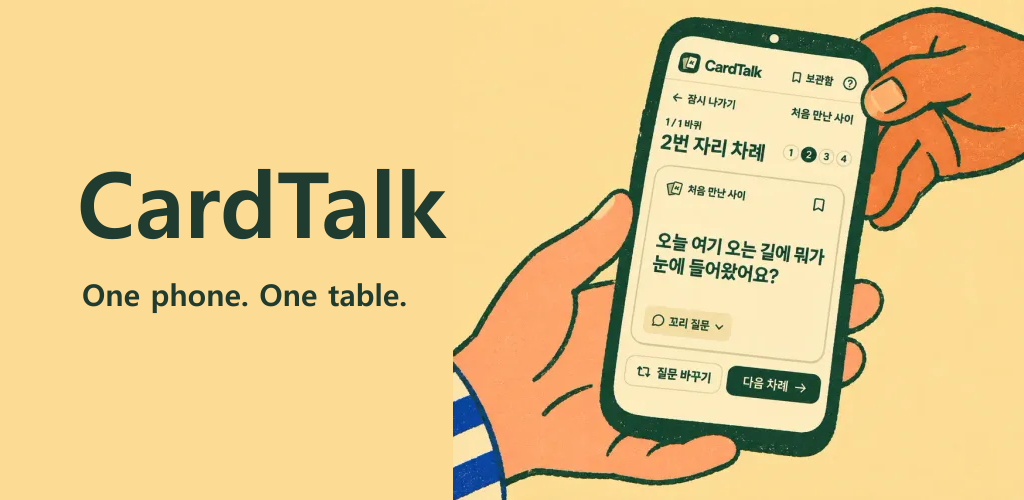 CardTalk
One phone. One table.
CardTalk
보관함
?
← 잠시 나가기
처음 만난 사이
1 / 1 바퀴
2번 자리 차례
1 2 3 4
처음 만난 사이
오늘 여기 오는 길에 뭐가
눈에 들어왔어요?
꼬리 질문
질문 바꾸기
다음 차례 →